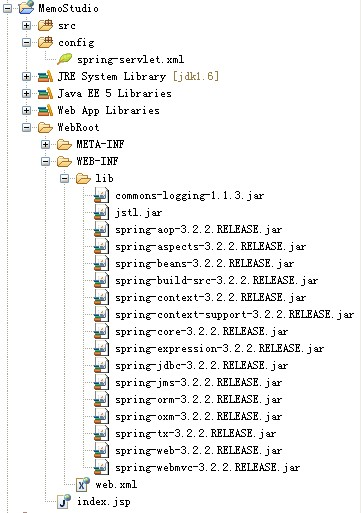 MemoStudio
src
config
spring-servlet.xml
JRE System Library [jdk1.6]
Java EE 5 Libraries
Web App Libraries
WebRoot
META-INF
WEB-INF
lib
commons-logging-1.1.3.jar
jstl.jar
spring-aop-3.2.2.RELEASE.jar
spring-aspects-3.2.2.RELEASE.jar
spring-beans-3.2.2.RELEASE.jar
spring-build-src-3.2.2.RELEASE.jar
spring-context-3.2.2.RELEASE.jar
spring-context-support-3.2.2.RELEASE.jar
spring-core-3.2.2.RELEASE.jar
spring-expression-3.2.2.RELEASE.jar
spring-jdbc-3.2.2.RELEASE.jar
spring-jms-3.2.2.RELEASE.jar
spring-orm-3.2.2.RELEASE.jar
spring-oxm-3.2.2.RELEASE.jar
spring-tx-3.2.2.RELEASE.jar
spring-web-3.2.2.RELEASE.jar
spring-webmvc-3.2.2.RELEASE.jar
web.xml
index.jsp